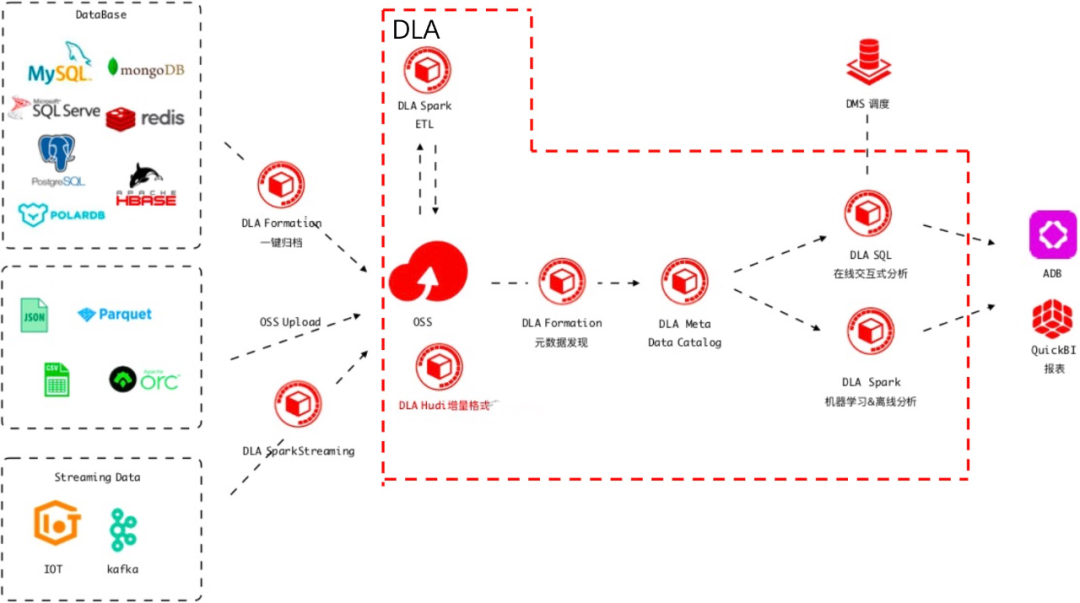 DataBase
MySQL
mongoDB
Microsoft
SQL Serve
redis
PostgreSQL
APACHE
HBASE
POLARDB
JSON
Parquet
CSV
Apache
orc
Streaming Data
IoT
IOT
kafka
DLA Formation
一键归档
OSS Upload
DLA SparkStreaming
DLA
DLA Spark
ETL
OSS
DLA Hudi增量格式
DLA Formation
元数据发现
DLA Meta
Data Catalog
DMS 调度
DLA SQL
在线交互式分析
DLA Spark
机器学习&离线分析
ADB
QuickBI
报表